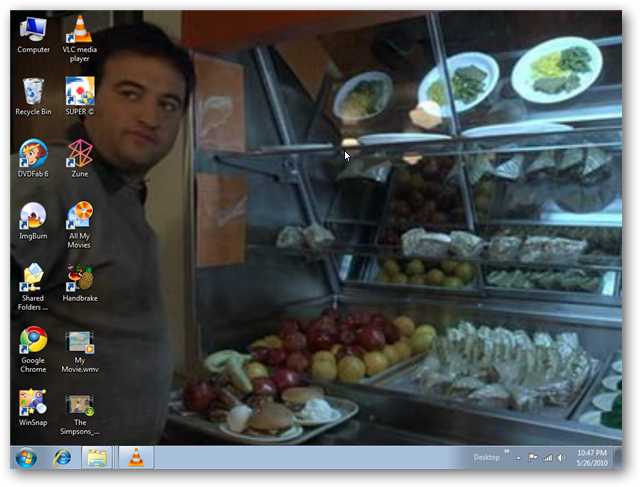 Computer
VLC media
player
Recycle Bin
SUPER ©
DVDFab 6
Zune
ImgBurn
All My
Movies
Shared
Folders ...
Handbrake
Google
Chrome
My
Movie.wmv
WinSnap
The
Simpsons_...
Desktop
10:47 PM
5/26/2010